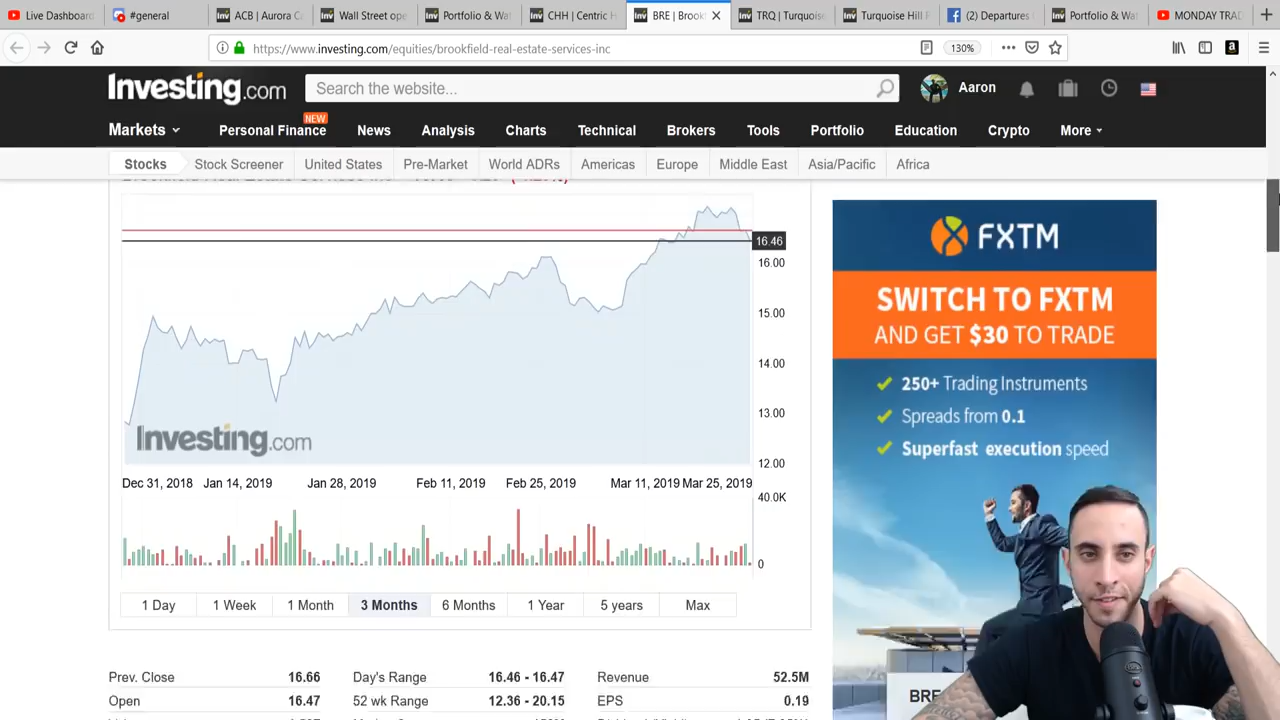 Live Dashboard
#general
ACB | Aurora Ca
Wall Street ope
Portfolio & Wat
CHH | Centric H
BRE | Brook
TRQ | Turquoise
Turquoise Hill F
(2) Departures
Portfolio & Wat
MONDAY TRAD
https://www.investing.com/equities/brookfield-real-estate-services-inc
130%
Investing.com
Search the website...
Aaron
NEW
Markets
Personal Finance
News
Analysis
Charts
Technical
Brokers
Tools
Portfolio
Education
Crypto
More
Stocks
Stock Screener
United States
Pre-Market
World ADRs
Americas
Europe
Middle East
Asia/Pacific
Africa
16.46
16.00
15.00
14.00
13.00
12.00
Investing.com
Dec 31, 2018 Jan 14, 2019 Jan 28, 2019 Feb 11, 2019 Feb 25, 2019 Mar 11, 2019 Mar 25, 2019
40.0K
0
1 Day
1 Week
1 Month
3 Months
6 Months
1 Year
5 years
Max
Prev. Close 16.66 Day's Range 16.46 - 16.47 Revenue 52.5M
Open 16.47 52 wk Range 12.36 - 20.15 EPS 0.19
FXTM
SWITCH TO FXTM
AND GET $30 TO TRADE
250+ Trading Instruments
Spreads from 0.1
Superfast execution speed
BRE